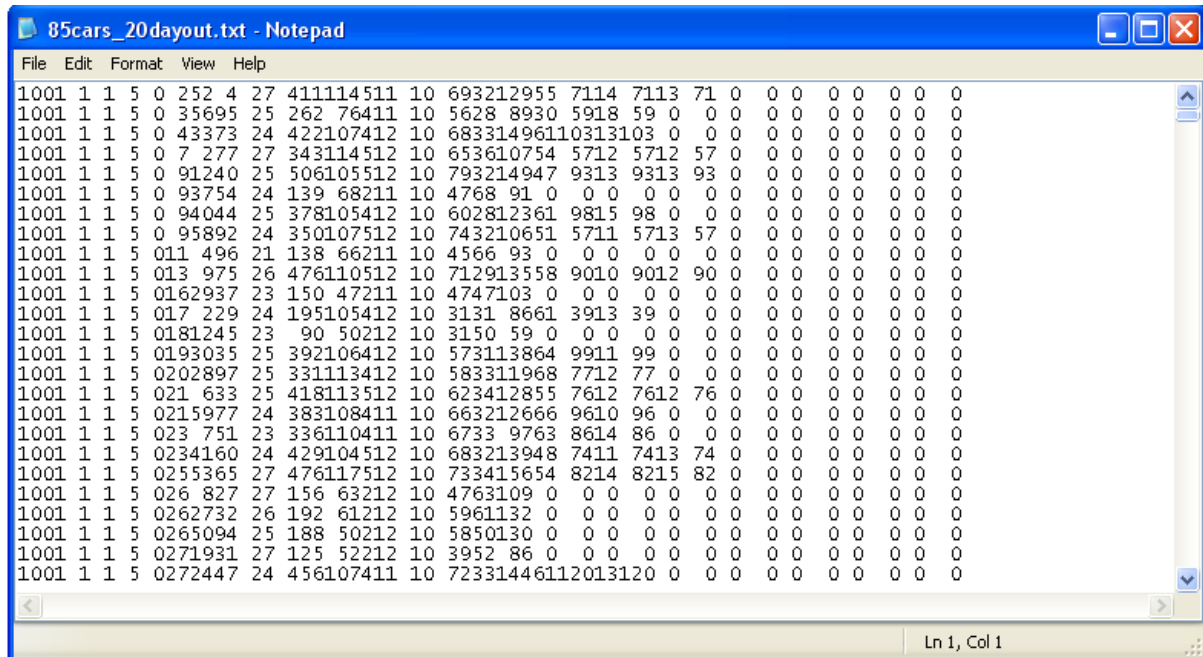 85cars_20dayout.txt - Notepad
File Edit Format View Help
1001 1 1 5 0 252 4 27 411114511 10 693212955 7114 7113 71 0 0 0 0 0 0 0 0
1001 1 1 5 0 35695 25 262 76411 10 5628 8930 5918 59 0 0 0 0 0 0 0 0
1001 1 1 5 0 43373 24 422107412 10 68331496110313103 0 0 0 0 0 0 0 0 0
1001 1 1 5 0 7 277 27 343114512 10 653610754 5712 5712 57 0 0 0 0 0 0 0 0
1001 1 1 5 0 91240 25 506105512 10 793214947 9313 9313 93 0 0 0 0 0 0 0 0
1001 1 1 5 0 93754 24 139 68211 10 4768 91 0 0 0 0 0 0 0 0 0 0 0 0
1001 1 1 5 0 94044 25 378105412 10 602812361 9815 98 0 0 0 0 0 0 0 0 0
1001 1 1 5 0 95892 24 350107512 10 743210651 5711 5713 57 0 0 0 0 0 0 0 0
1001 1 1 5 011 496 21 138 66211 10 4566 93 0 0 0 0 0 0 0 0 0 0 0 0
1001 1 1 5 013 975 26 476110512 10 712913558 9010 9012 90 0 0 0 0 0 0 0 0
1001 1 1 5 0162937 23 150 47211 10 4747103 0 0 0 0 0 0 0 0 0 0 0 0
1001 1 1 5 017 229 24 195105412 10 3131 8661 3913 39 0 0 0 0 0 0 0 0 0
1001 1 1 5 0181245 23 90 50212 10 3150 59 0 0 0 0 0 0 0 0 0 0 0 0
1001 1 1 5 0193035 25 392106412 10 573113864 9911 99 0 0 0 0 0 0 0 0 0
1001 1 1 5 0202897 25 331113412 10 583311968 7712 77 0 0 0 0 0 0 0 0 0
1001 1 1 5 021 633 25 418113512 10 623412855 7612 7612 76 0 0 0 0 0 0 0 0
1001 1 1 5 0215977 24 383108411 10 663212666 9610 96 0 0 0 0 0 0 0 0 0
1001 1 1 5 023 751 23 336110411 10 6733 9763 8614 86 0 0 0 0 0 0 0 0 0
1001 1 1 5 0234160 24 429104512 10 683213948 7411 7413 74 0 0 0 0 0 0 0 0
1001 1 1 5 0255365 27 476117512 10 733415654 8214 8215 82 0 0 0 0 0 0 0 0
1001 1 1 5 026 827 27 156 63212 10 4763109 0 0 0 0 0 0 0 0 0 0 0 0
1001 1 1 5 0262732 26 192 61212 10 5961132 0 0 0 0 0 0 0 0 0 0 0 0
1001 1 1 5 0265094 25 188 50212 10 5850130 0 0 0 0 0 0 0 0 0 0 0 0
1001 1 1 5 0271931 27 125 52212 10 3952 86 0 0 0 0 0 0 0 0 0 0 0 0
1001 1 1 5 0272447 24 456107411 10 72331446112013120 0 0 0 0 0 0 0 0 0
Ln 1, Col 1